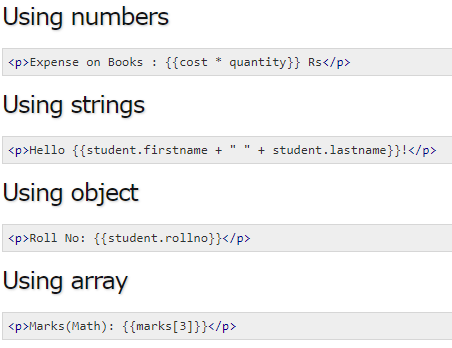 Using numbers
<p>Expense on Books : {{cost * quantity}} Rs</p>
Using strings
<p>Hello {{student.firstname + " " + student.lastname}}!</p>
Using object
<p>Roll No: {{student.rollno}}</p>
Using array
<p>Marks(Math): {{marks[3]}}</p>